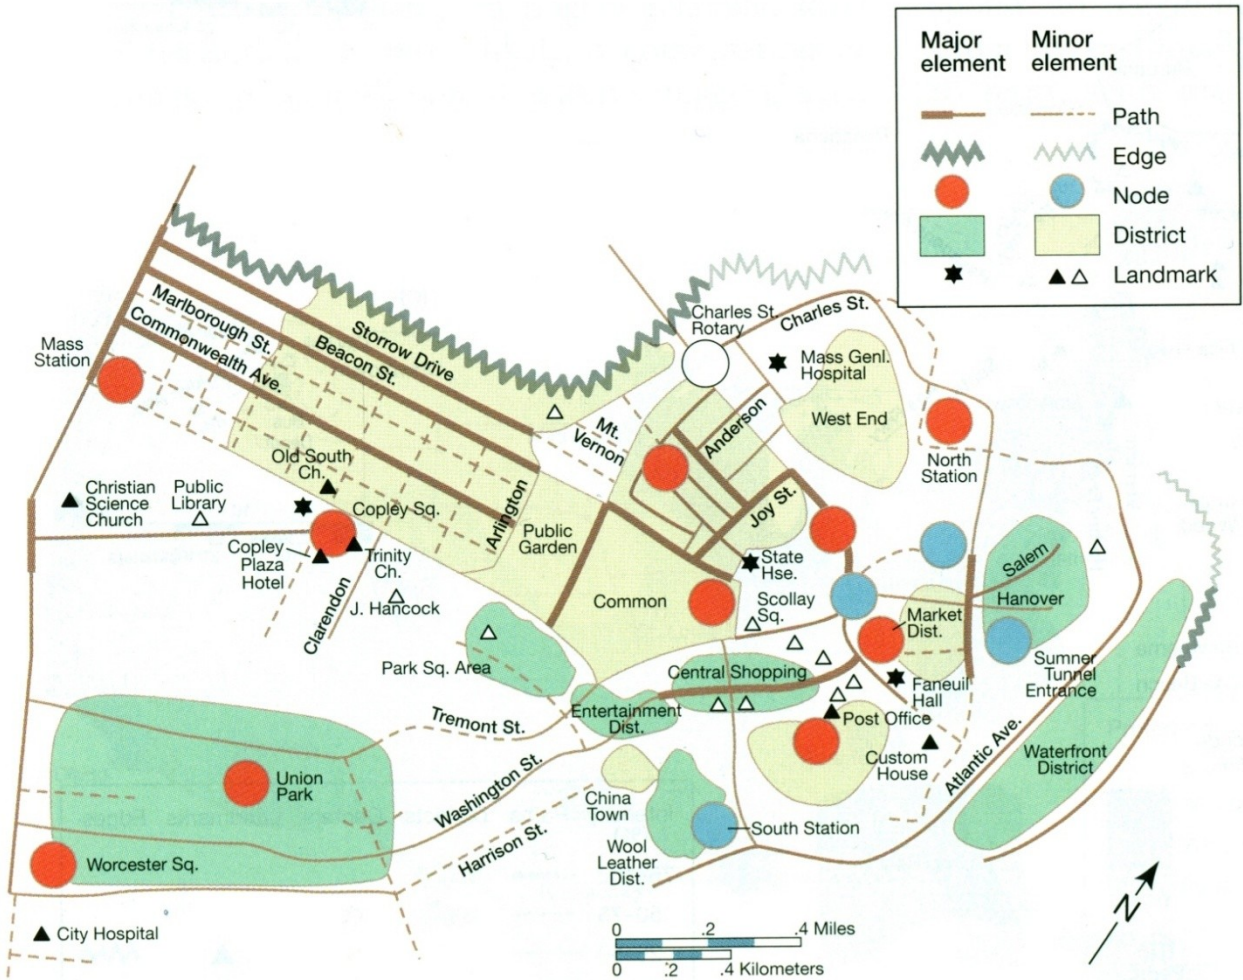 Major
element
Minor
element
Path
Edge
Node
District
Landmark
Charles St.
Rotary
Charles St.
Mass Genl.
Hospital
West End
North
Station
Mass
Station
Marlborough St.
Commonwealth Ave.
Storrow Drive
Beacon St.
Mt.
Vernon
Anderson
Joy St.
Old South
Ch.
Copley Sq.
Arlington
Public
Garden
Christian
Science
Church
Public
Library
Copley
Plaza
Hotel
Trinity
Ch.
Clarendon
J. Hancock
State
Hse.
Common
Scollay
Sq.
Market
Dist.
Salem
Hanover
Sumner
Tunnel
Entrance
Park Sq. Area
Central Shopping
Faneuil
Hall
Entertainment
Dist.
Post Office
Custom
House
Atlantic Ave.
Waterfront
District
Tremont St.
Washington St.
Harrison St.
Union
Park
China
Town
Wool
Leather
Dist.
South Station
Worcester Sq.
City Hospital
0 .2 .4 Miles
0 .2 .4 Kilometers
N